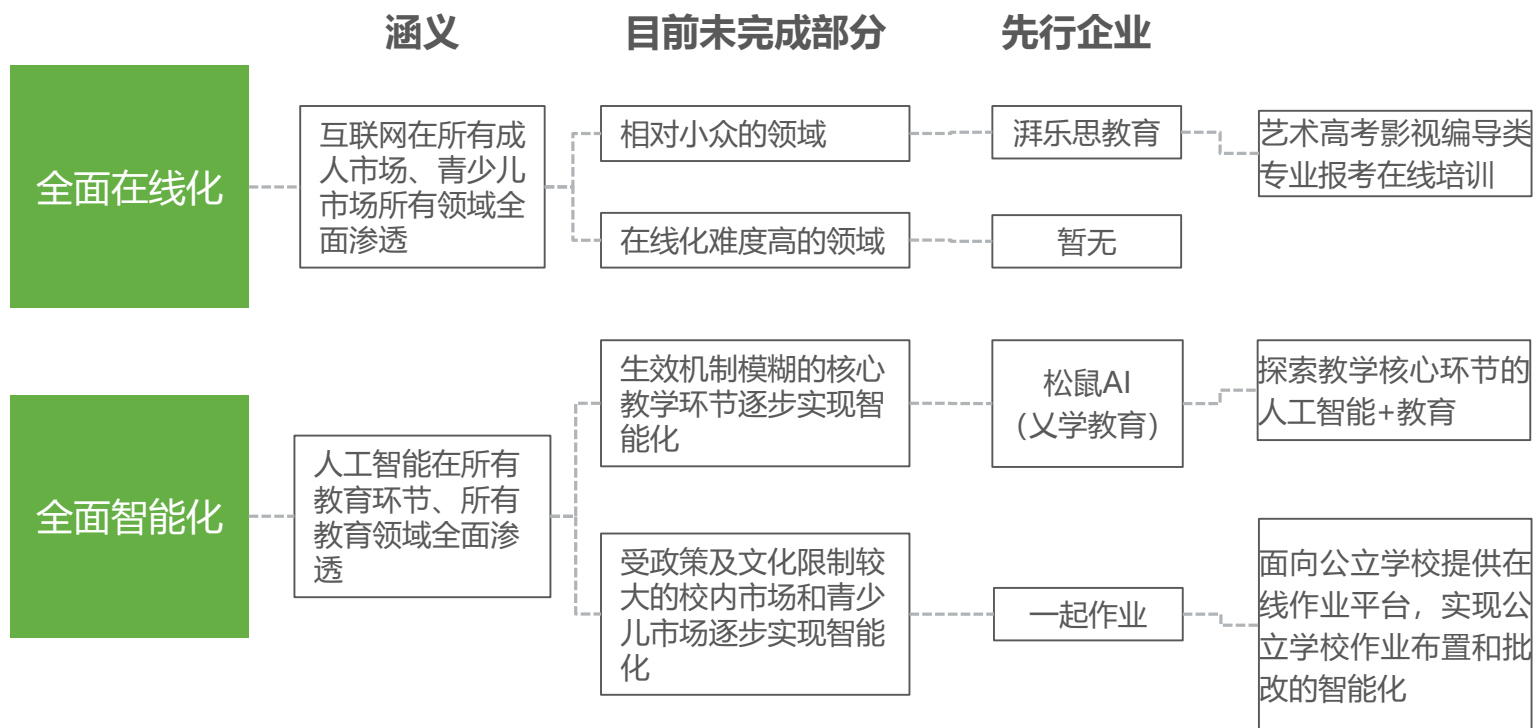 涵义
目前未完成部分
先行企业
全面在线化
互联网在所有成
人市场、青少儿
市场所有领域全
面渗透
相对小众的领域
湃乐思教育
艺术高考影视编导类
专业报考在线培训
在线化难度高的领域
暂无
全面智能化
人工智能在所有
教育环节、所有
教育领域全面渗
透
生效机制模糊的核心
教学环节逐步实现智
能化
松鼠AI
（乂学教育）
探索教学核心环节的
人工智能+教育
受政策及文化限制较
大的校内市场和青少
儿市场逐步实现智能
化
一起作业
面向公立学校提供在
线作业平台，实现公
立学校作业布置和批
改的智能化